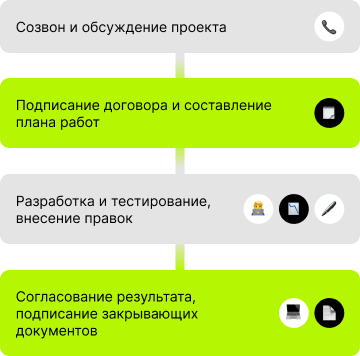 Созвон и обсуждение проекта
Подписание договора и составление
плана работ
Разработка и тестирование,
внесение правок
Согласование результата,
подписание закрывающих
документов